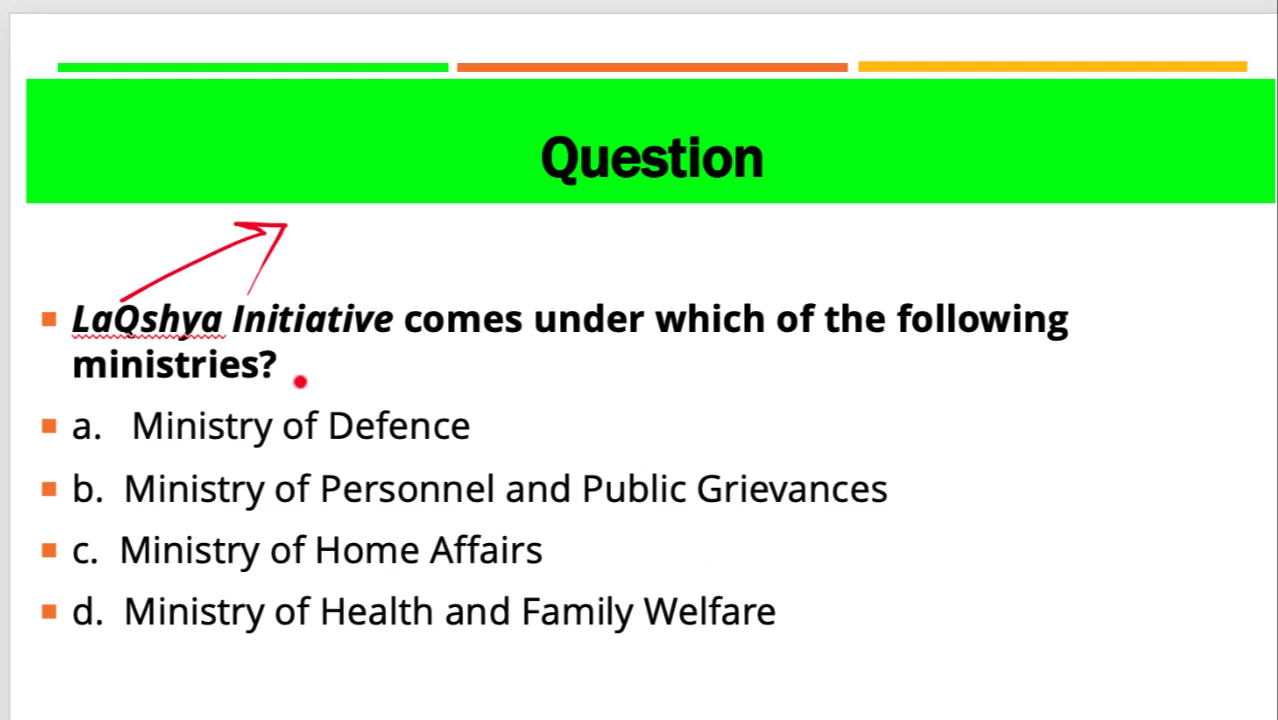 Question
LaQshya Initiative comes under which of the following
ministries?
a. Ministry of Defence
b. Ministry of Personnel and Public Grievances
c. Ministry of Home Affairs
d. Ministry of Health and Family Welfare